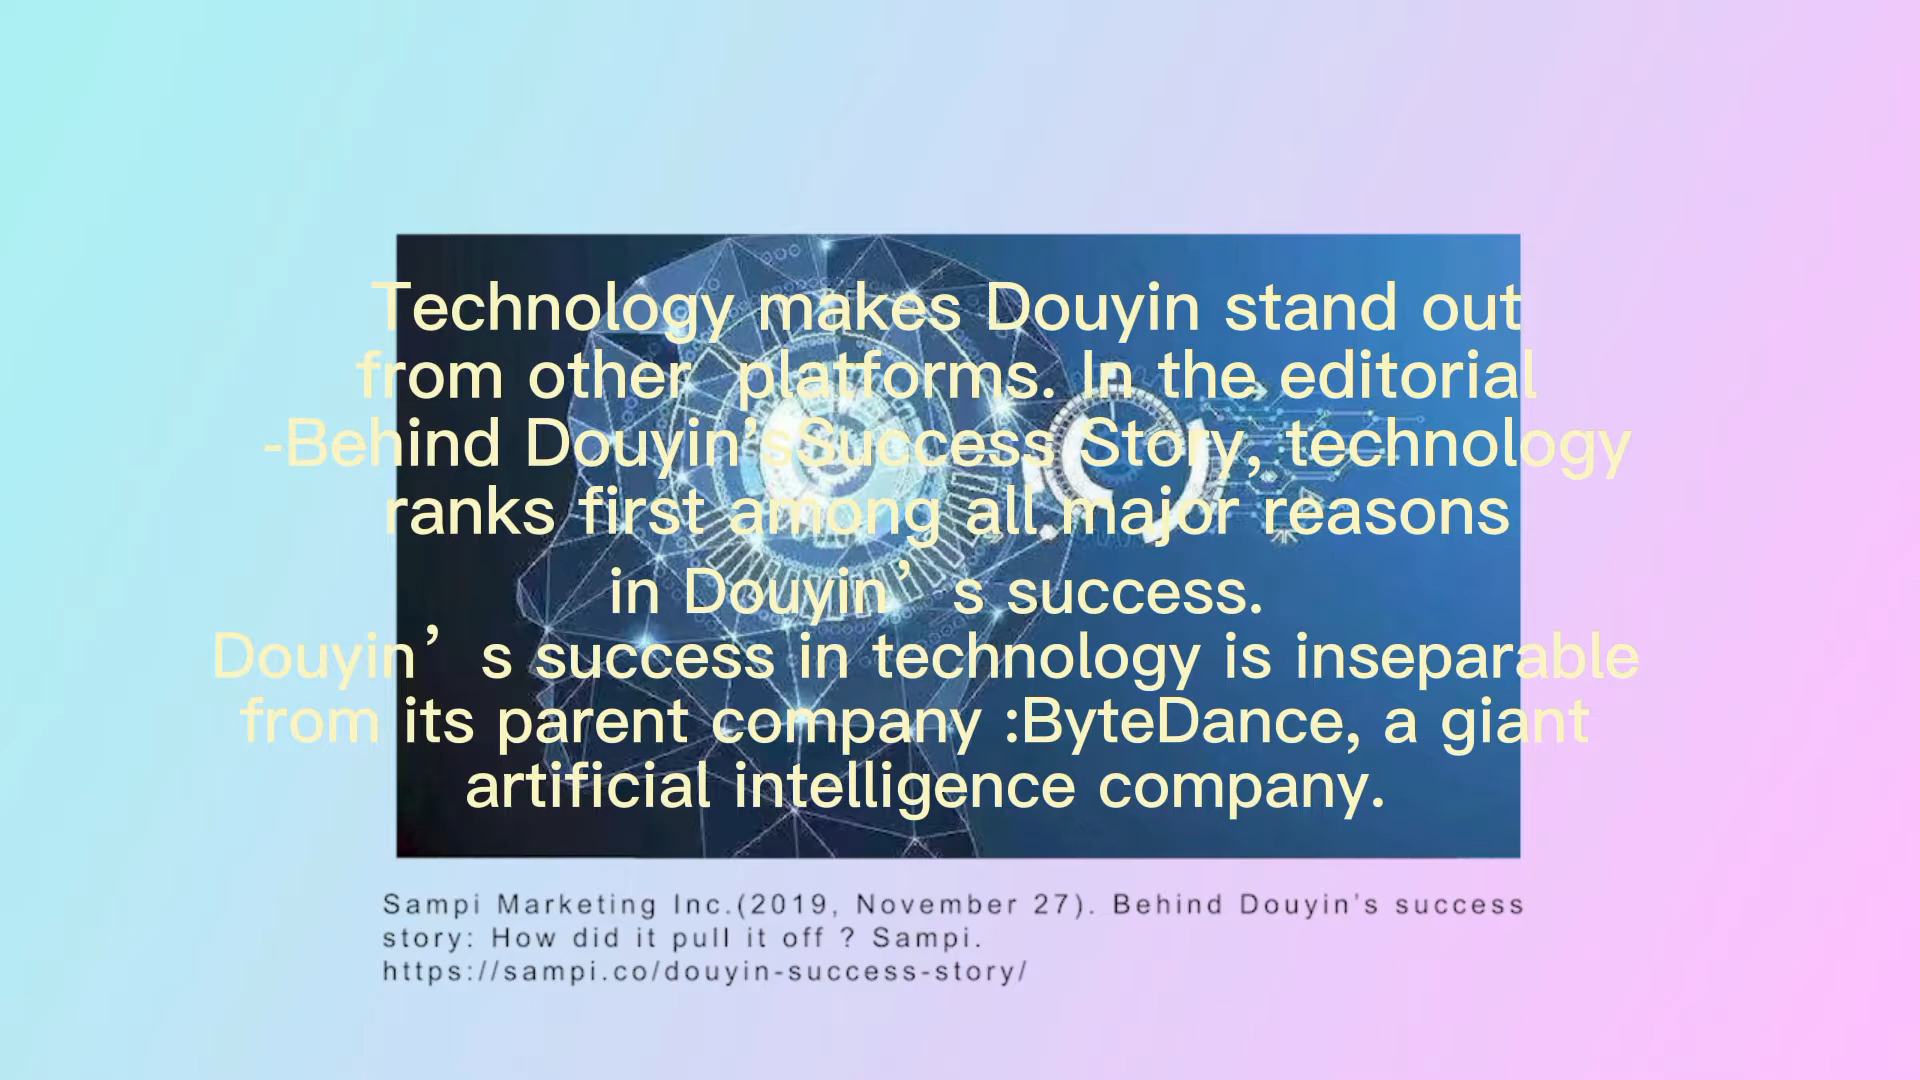 Technology makes Douyin stand out
from other platforms. In the editorial
-Behind Douyin'sSuccess Story, technology
ranks first among all major reasons
in Douyin’s success.
Douyin’s success in technology is inseparable
from its parent company :ByteDance, a giant
artificial intelligence company.
Sampi Marketing Inc.(2019, November 27). Behind Douyin's success
story: How did it pull it off ? Sampi.
https://sampi.co/douyin-success-story/